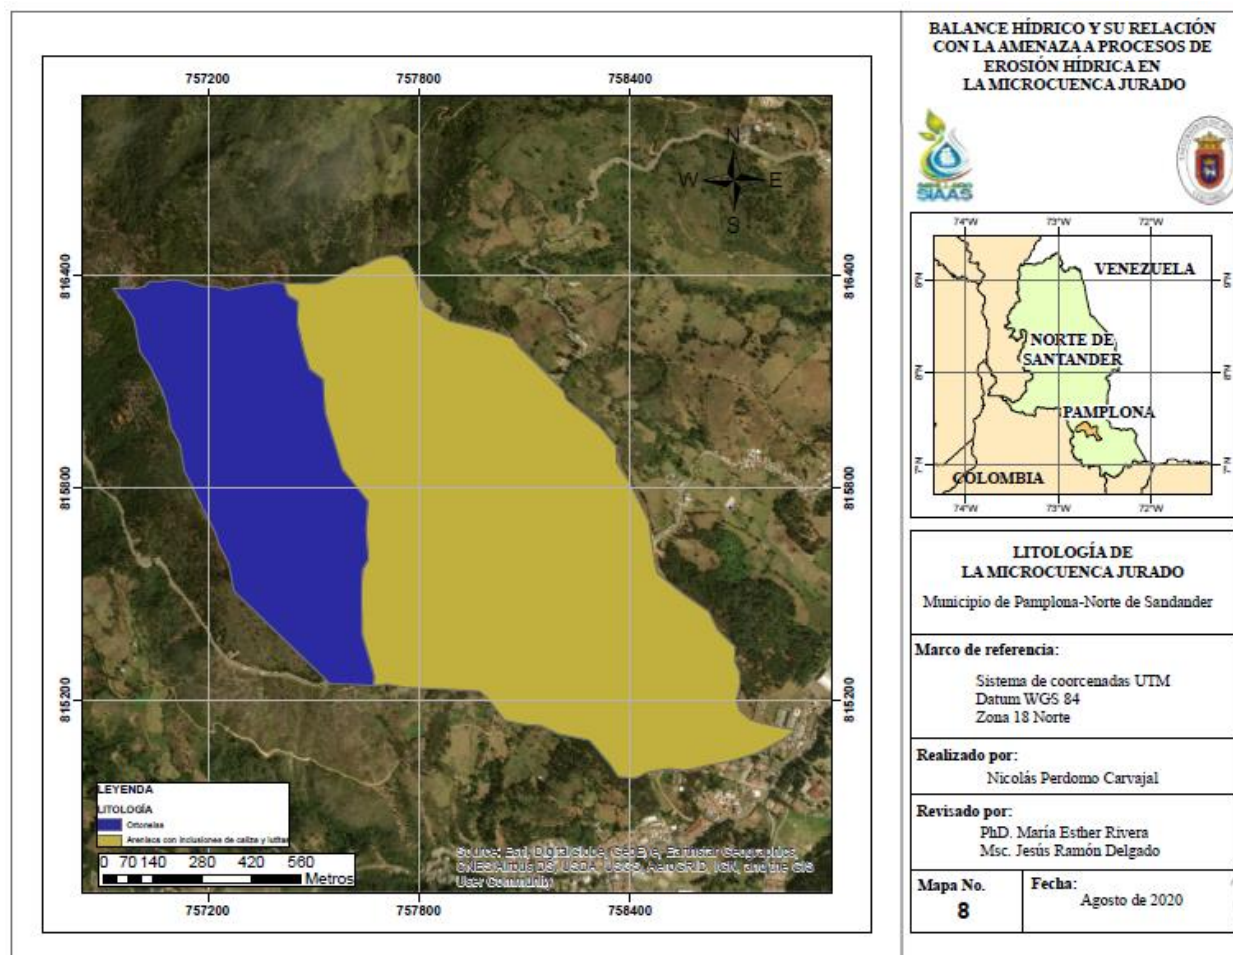 757200
757800
758400
816400
816400
815800
815800
815200
815200
757200
757800
758400
N
W
E
S
LEYENDA
LITOLOGÍA
Ortoneiss
Arenisca con inclusiones de caliza y lutitas
0 70 140 280 420 560
Metros
Source: Esri, DigitalGlobe, GeoEye, Earthstar Geographics,
CNES/Airbus DS, USDA, USGS, AeroGRID, IGN, and the GIS
User Community
BALANCE HÍDRICO Y SU RELACIÓN
CON LA AMENAZA A PROCESOS DE
EROSIÓN HÍDRICA EN
LA MICROCUENCA JURADO
SIAAS
74°W
73°W
72°W
9°N
9°N
8°N
8°N
7°N
7°N
VENEZUELA
NORTE DE
SANTANDER
PAMPLONA
COLOMBIA
74°W
73°W
72°W
LITOLOGÍA DE
LA MICROCUENCA JURADO
Municipio de Pamplona-Norte de Sandander
Marco de referencia:
Sistema de coorcenadas UTM
Datum WGS 84
Zona 18 Norte
Realizado por:
Nicolás Perdomo Carvajal
Revisado por:
PhD. María Esther Rivera
Msc. Jesús Ramón Delgado
Mapa No.
8
Fecha:
Agosto de 2020